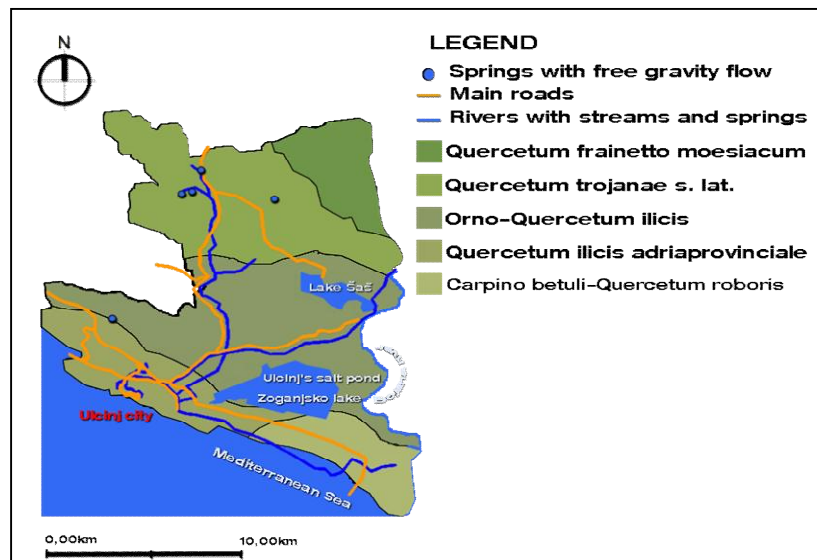 N
LEGEND
Springs with free gravity flow
Main roads
Rivers with streams and springs
Quercetum frainetto moesiacum
Quercetum trojanae s. lat.
Orno-Quercetum ilicis
Quercetum ilicis adriaprovinciale
Carpino betuli-Quercetum roboris
Lake Šaš
Ulcinj's salt pond
Zoganjsko lake
Ulcinj city
Mediterranean Sea
0,00km
10,00km